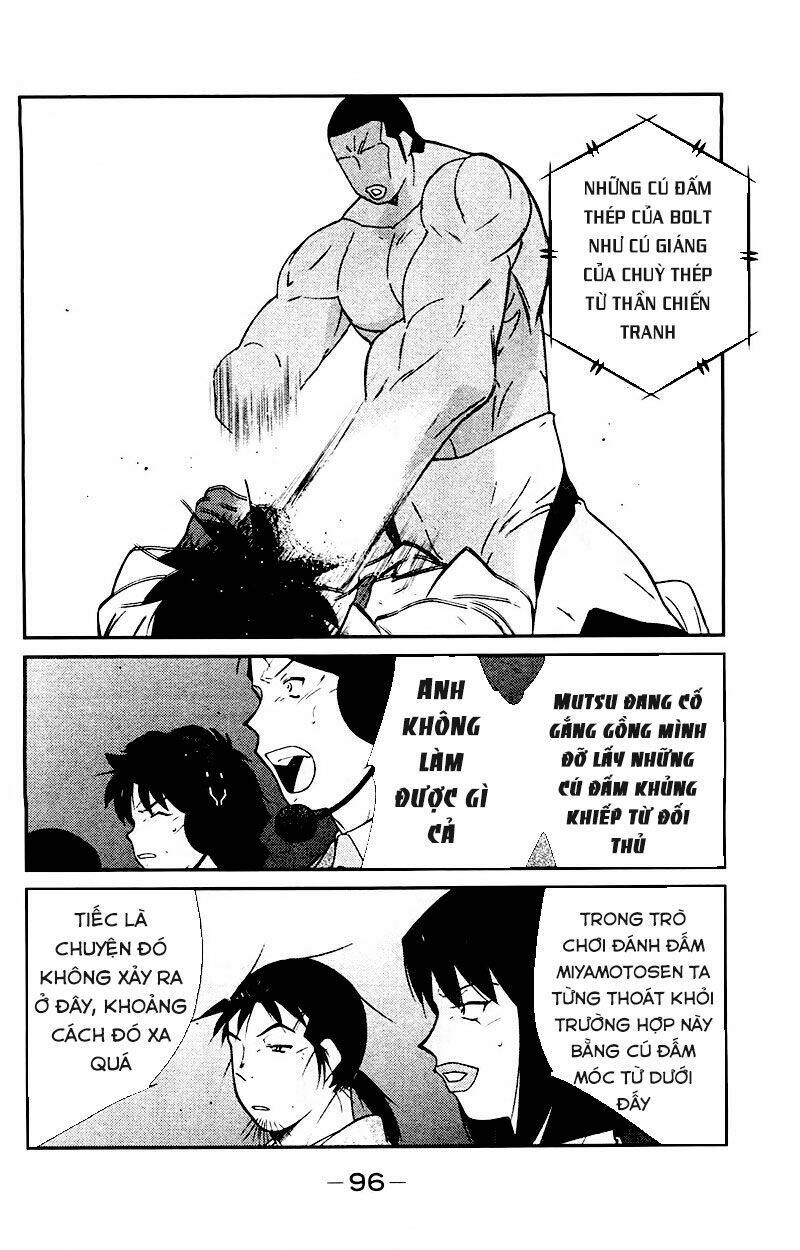 NHỮNG CÚ ĐẤM
THÉP CỦA BOLT
NHƯ CÚ GIÁNG
CỦA CHUỲ THÉP
TỪ THẦN CHIẾN
TRANH
MUTSU ĐANG CỐ
GẮNG GỒNG MÌNH
ĐỠ LẤY NHỮNG
CÚ ĐẤM KHỦNG
KHIẾP TỪ ĐỐI
THỦ
ANH
KHÔNG
LÀM
ĐƯỢC GÌ
CẢ
TRONG TRÒ
CHƠI ĐÁNH ĐẤM
MIYAMOTOSEN TA
TỪNG THOÁT KHỎI
TRƯỜNG HỢP NÀY
BẰNG CÚ ĐẤM
MÓC TỪ DƯỚI
ĐẤY
TIẾC LÀ
CHUYỆN ĐÓ
KHÔNG XẢY RA
Ở ĐÂY, KHOẢNG
CÁCH ĐÓ XA
QUÁ
-96-